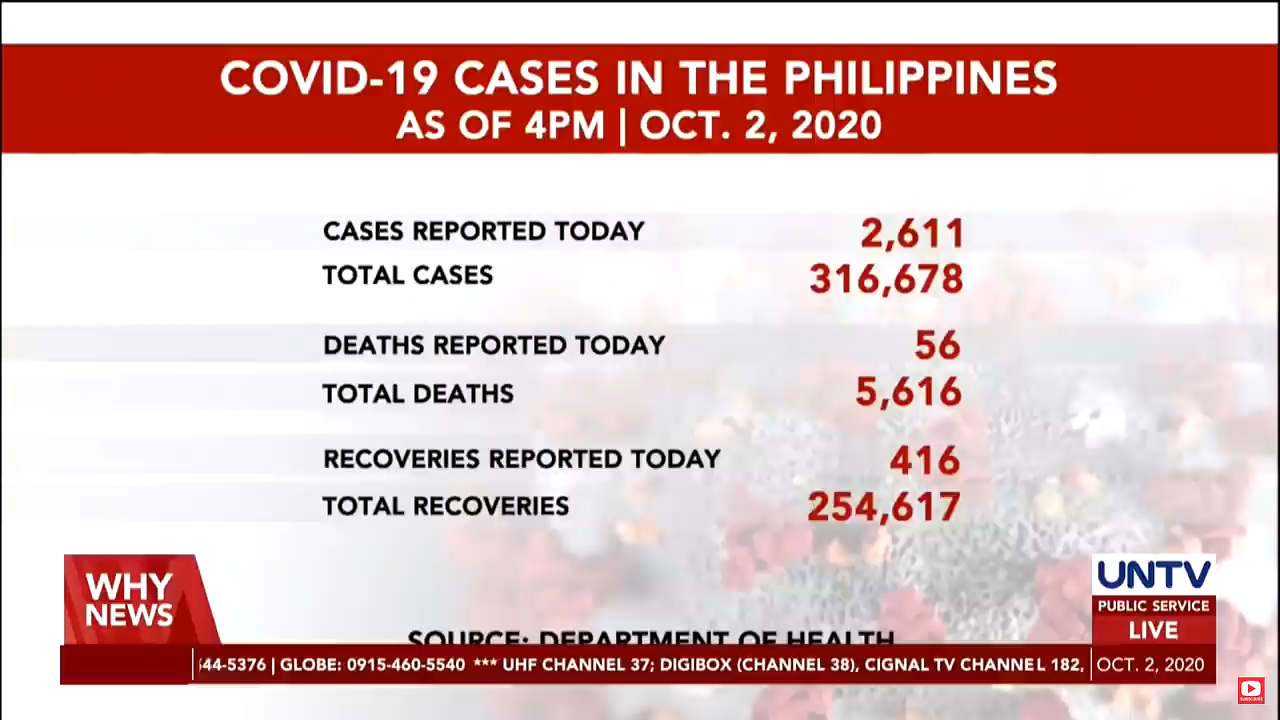 COVID-19 CASES IN THE PHILIPPINES
AS OF 4PM | OCT. 2, 2020
CASES REPORTED TODAY 2,611
TOTAL CASES 316,678
DEATHS REPORTED TODAY 56
TOTAL DEATHS 5,616
RECOVERIES REPORTED TODAY 416
TOTAL RECOVERIES 254,617
WHY
NEWS
UNTV
PUBLIC SERVICE
LIVE
SOURCE: DEPARTMENT OF HEALTH
44-5376 | GLOBE: 0915-460-5540 *** UHF CHANNEL 37; DIGIBOX (CHANNEL 38), CIGNAL TV CHANNEL 182, OCT. 2, 2020
SUBSCRIBE